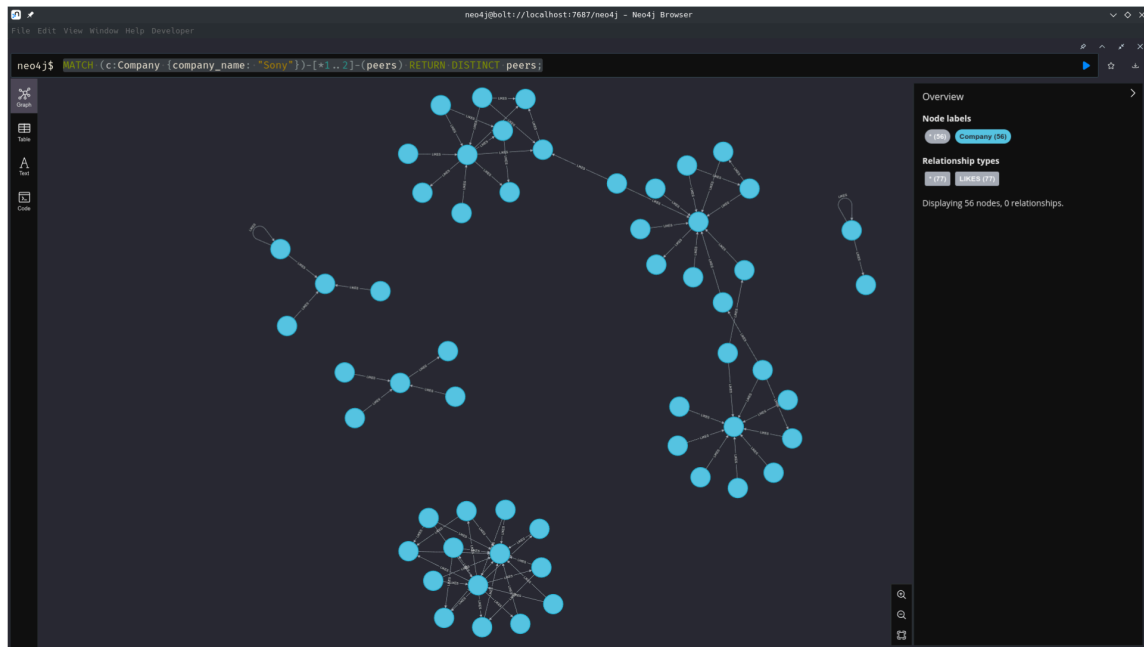 neo4j@bolt://localhost:7687/neo4j - Neo4j Browser
File Edit View Window Help Developer
neo4j$ MATCH (c:Company {company_name: "Sony"})-[*1..2]-(peers) RETURN DISTINCT peers;
Graph
Table
Text
Code
Overview
Node labels
* (56) Company (56)
Relationship types
* (77) LIKES (77)
Displaying 56 nodes, 0 relationships.